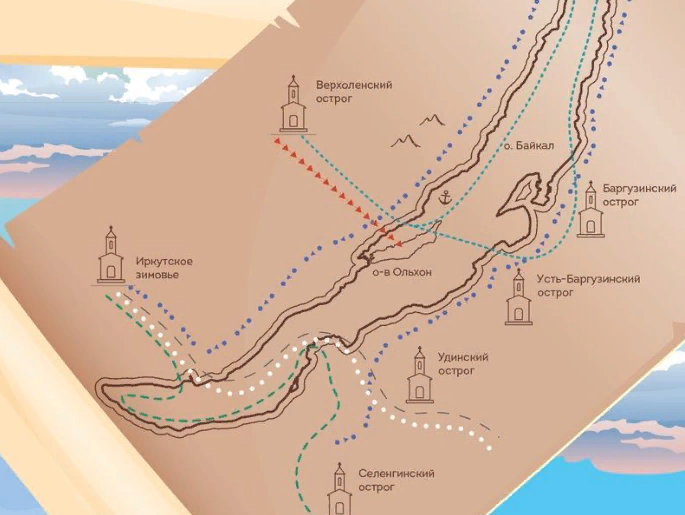 Верхоленский
острог
о. Байкал
Баргузинский
острог
Иркутское
зимовье
о-в Ольхон
Усть-Баргузинский
острог
Удинский
острог
Селенгинский
острог